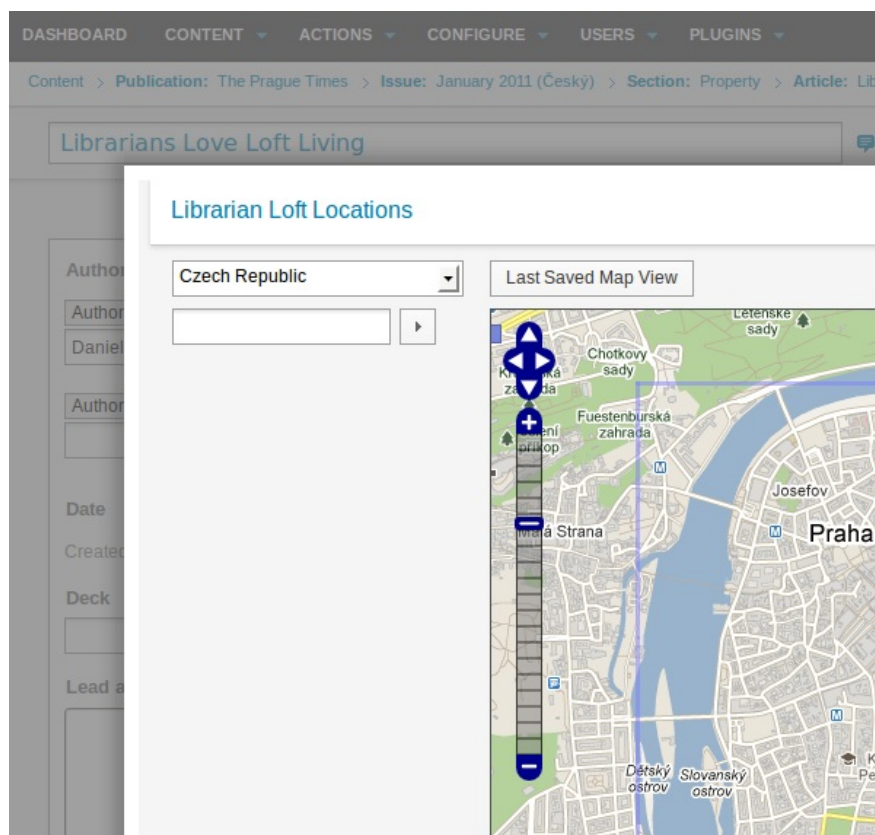 DASHBOARD CONTENT ACTIONS CONFIGURE USERS PLUGINS
Content > Publication: The Prague Times > Issue: January 2011 (Český) > Section: Property > Article: Lib
Librarians Love Loft Living
Librarian Loft Locations
Czech Republic
Last Saved Map View
Author
Author
Daniel
Author
Date
Created
Deck
Lead a
Letenské
sady
Chotkovy
sady
Fuestenburská
zahrada
příkop
M
Josefov
M
Praha
Malá Strana
M
Dětský
ostrov
Slovanský
ostrov
K
Pe